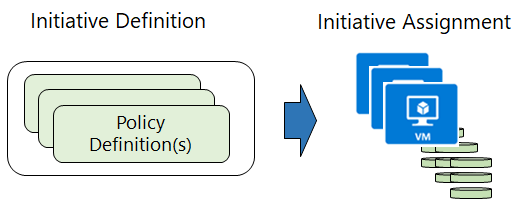 Initiative Definition
Initiative Assignment
Policy
Definition(s)
VM